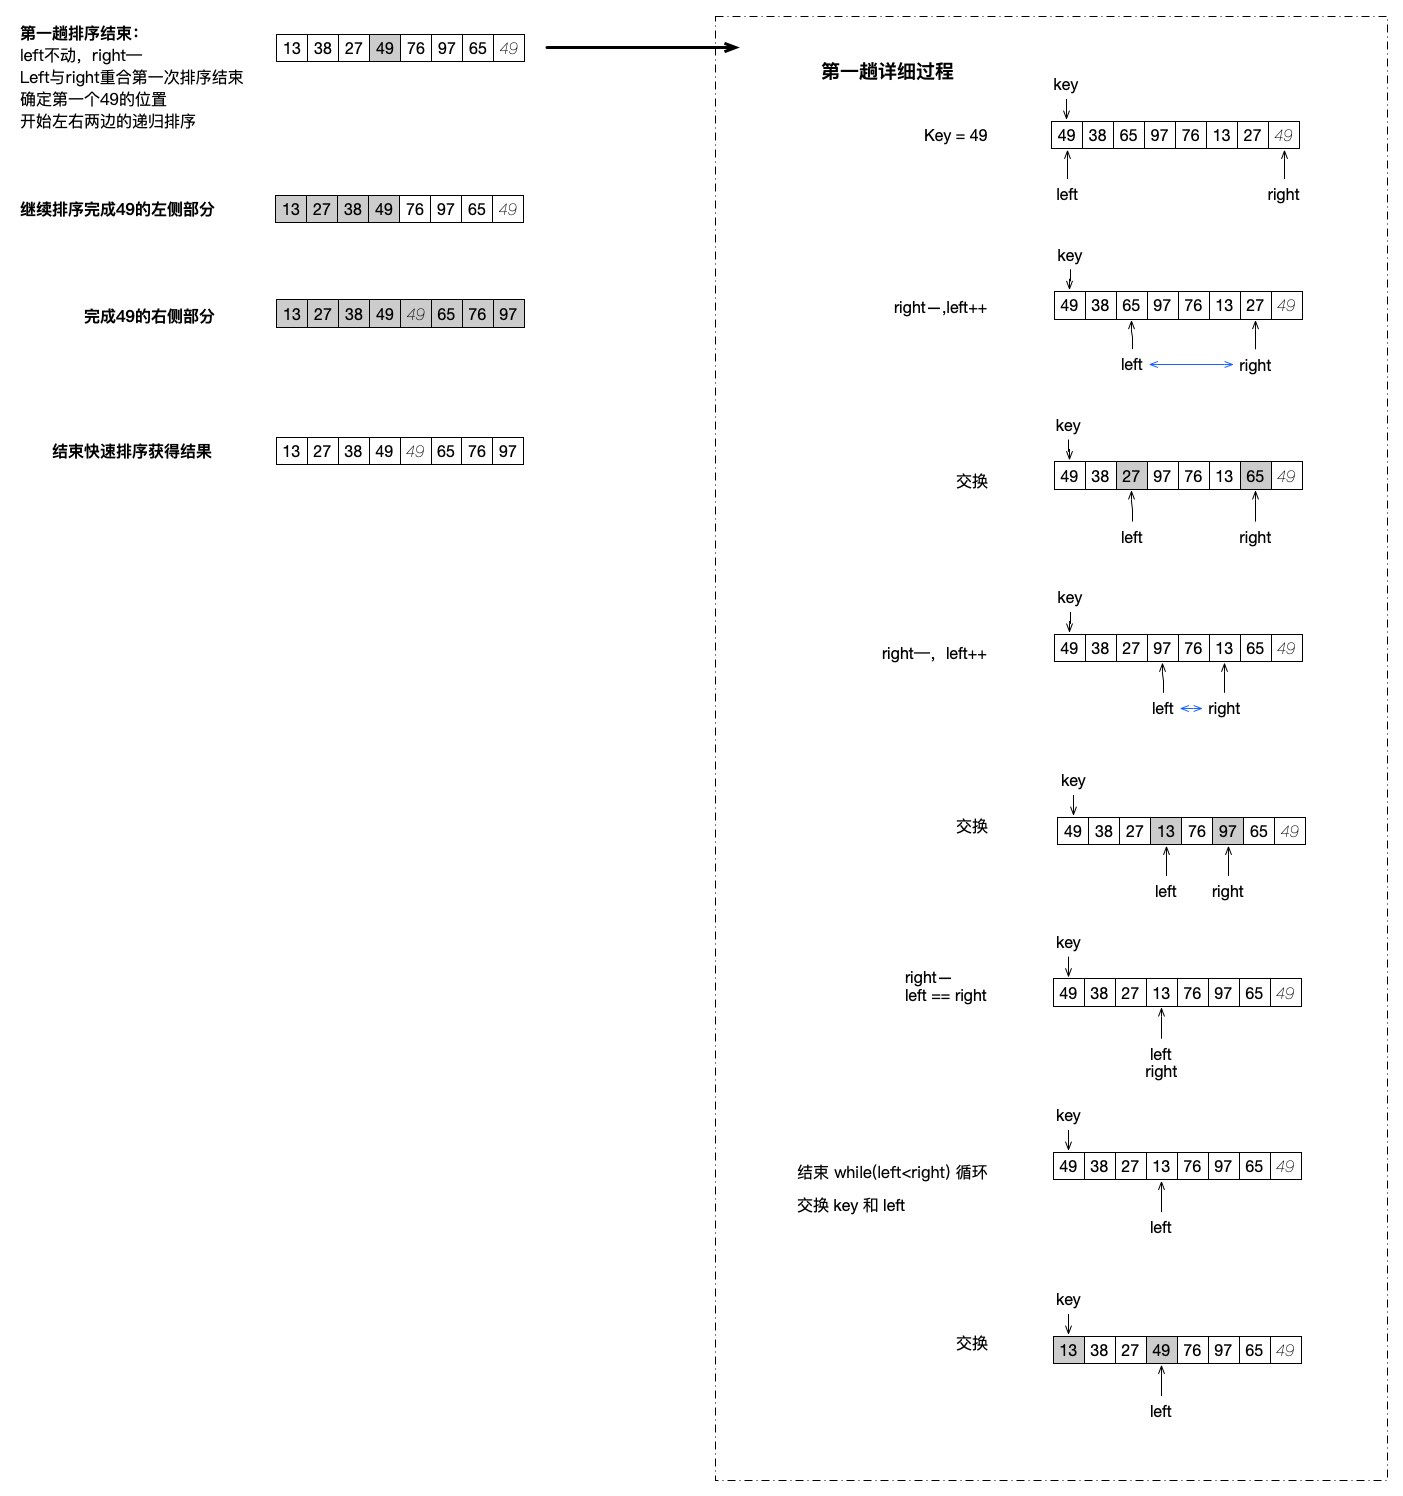 第一趟排序结束：
left不动，right—
Left与right重合第一次排序结束
确定第一个49的位置
开始左右两边的递归排序
13 38 27 49 76 97 65 49
继续排序完成49的左侧部分
13 27 38 49 76 97 65 49
完成49的右侧部分
13 27 38 49 49 65 76 97
结束快速排序获得结果
13 27 38 49 49 65 76 97
第一趟详细过程
key
Key = 49
49 38 65 97 76 13 27 49
left right
key
right—,left++
49 38 65 97 76 13 27 49
left right
key
交换
49 38 27 97 76 13 65 49
left right
key
right—，left++
49 38 27 97 76 13 65 49
left right
key
交换
49 38 27 13 76 97 65 49
left right
key
right—
left == right
49 38 27 13 76 97 65 49
left
right
key
结束 while(left<right) 循环
交换 key 和 left
49 38 27 13 76 97 65 49
left
key
交换
13 38 27 49 76 97 65 49
left